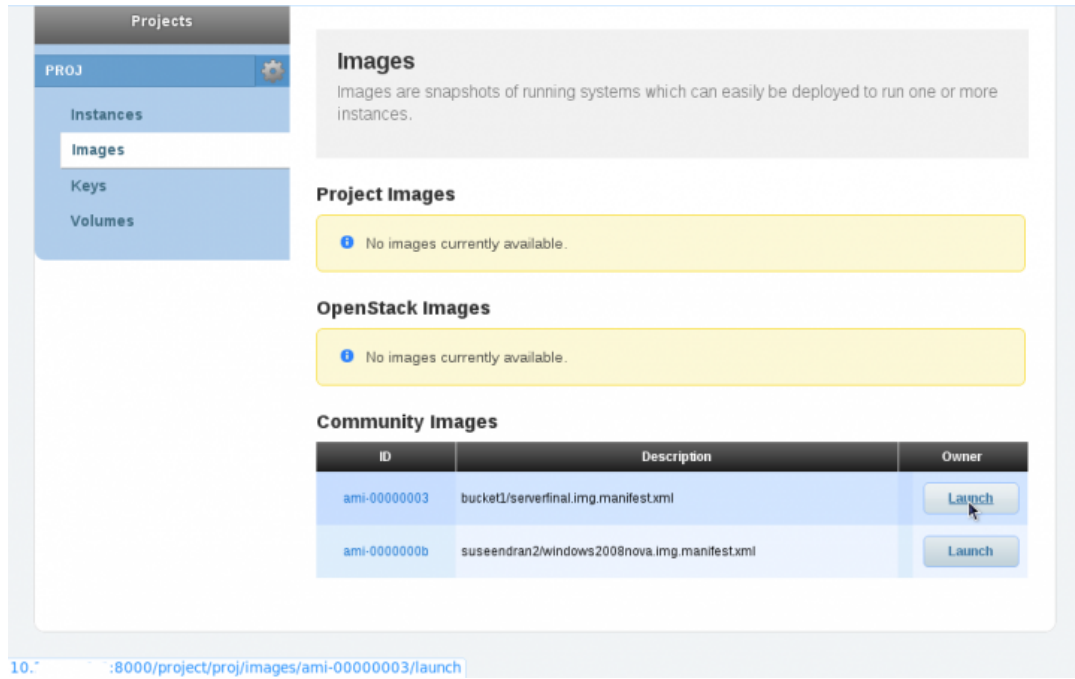 Projects
PROJ
Instances
Images
Keys
Volumes
Images
Images are snapshots of running systems which can easily be deployed to run one or more
instances.
Project Images
No images currently available.
OpenStack Images
No images currently available.
Community Images
ID Description Owner
ami-00000003 bucket1/serverfinal.img.manifest.xml Launch
ami-0000000b suseendran2/windows2008nova.img.manifest.xml Launch
10. :8000/project/proj/images/ami-00000003/launch